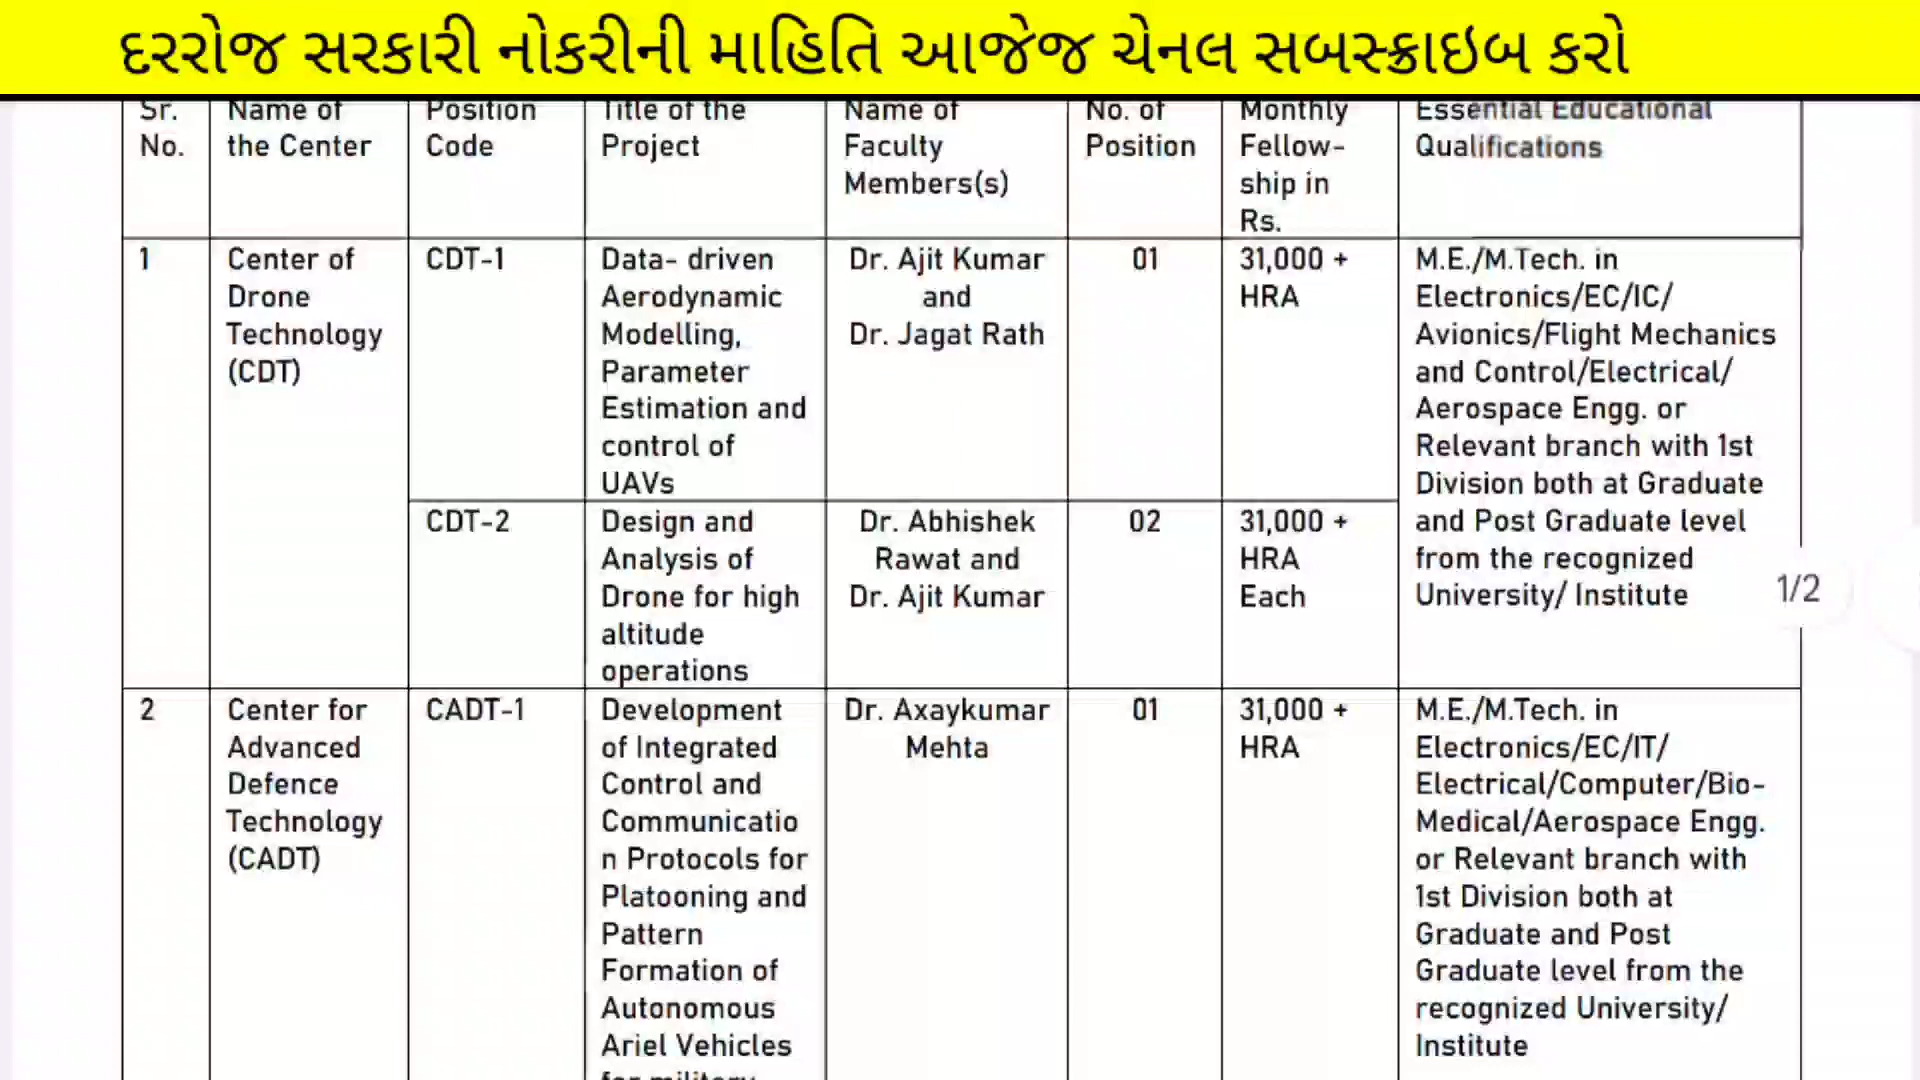 દરરોજ સરકારી નોકરીની માહિતિ આજેજ ચેનલ સબસ્ક્રાઇબ કરો
Sr.
No.
Name of
the Center
Position
Code
Title of the
Project
Name of
Faculty
Members(s)
No. of
Position
Monthly
Fellow-
ship in
Rs.
Essential Educational
Qualifications
1
Center of
Drone
Technology
(CDT)
CDT-1
Data- driven
Aerodynamic
Modelling,
Parameter
Estimation and
control of
UAVs
Dr. Ajit Kumar
and
Dr. Jagat Rath
01
31,000 +
HRA
M.E./M.Tech. in
Electronics/EC/IC/
Avionics/Flight Mechanics
and Control/Electrical/
Aerospace Engg. or
Relevant branch with 1st
Division both at Graduate
and Post Graduate level
from the recognized
University/ Institute
CDT-2
Design and
Analysis of
Drone for high
altitude
operations
Dr. Abhishek
Rawat and
Dr. Ajit Kumar
02
31,000 +
HRA
Each
1/2
2
Center for
Advanced
Defence
Technology
(CADT)
CADT-1
Development
of Integrated
Control and
Communicatio
n Protocols for
Platooning and
Pattern
Formation of
Autonomous
Ariel Vehicles
for military
Dr. Axaykumar
Mehta
01
31,000 +
HRA
M.E./M.Tech. in
Electronics/EC/IT/
Electrical/Computer/Bio-
Medical/Aerospace Engg.
or Relevant branch with
1st Division both at
Graduate and Post
Graduate level from the
recognized University/
Institute